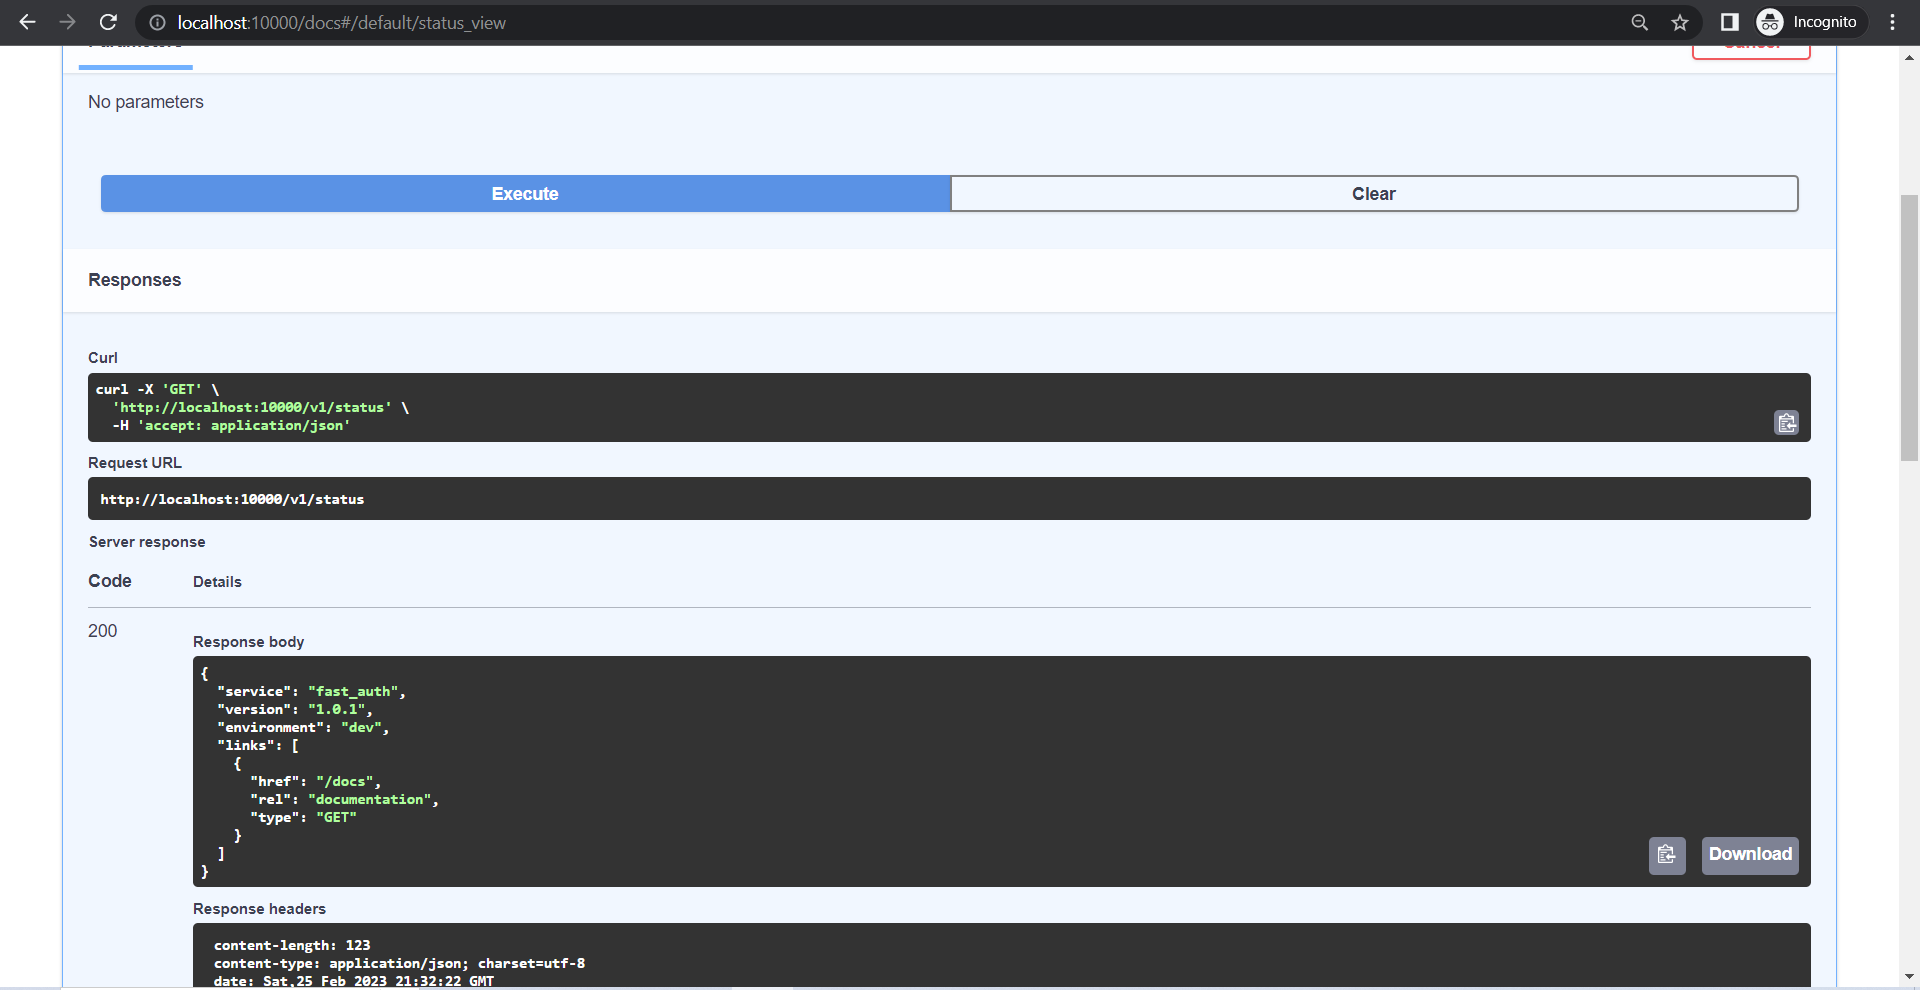 localhost:10000/docs#/default/status_view
Incognito
No parameters
Execute
Clear
Responses
Curl
curl -X 'GET' \
'http://localhost:10000/v1/status' \
-H 'accept: application/json'
Request URL
http://localhost:10000/v1/status
Server response
Code
Details
200
Response body
{
"service": "fast_auth",
"version": "1.0.1",
"environment": "dev",
"links": [
{
"href": "/docs",
"rel": "documentation",
"type": "GET"
}
]
}
Download
Response headers
content-length: 123
content-type: application/json; charset=utf-8
date: Sat,25 Feb 2023 21:32:22 GMT